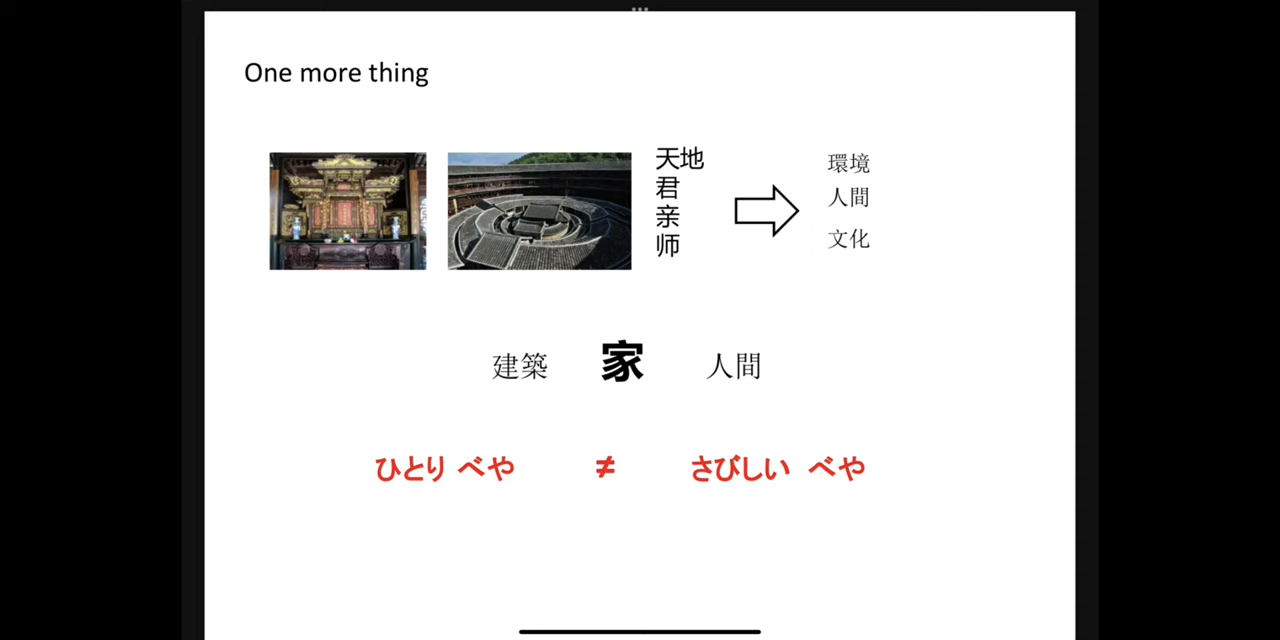 One more thing
天地
君
亲
师
環境
人間
文化
建築 家 人間
ひとり べや ≠ さびしい べや